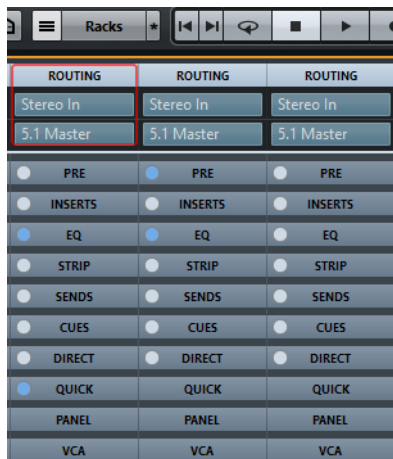 Racks *
ROUTING ROUTING ROUTING
Stereo In Stereo In Stereo In
5.1 Master 5.1 Master 5.1 Master
PRE PRE PRE
INSERTS INSERTS INSERTS
EQ EQ EQ
STRIP STRIP STRIP
SENDS SENDS SENDS
CUES CUES CUES
DIRECT DIRECT DIRECT
QUICK QUICK QUICK
PANEL PANEL PANEL
VCA VCA VCA